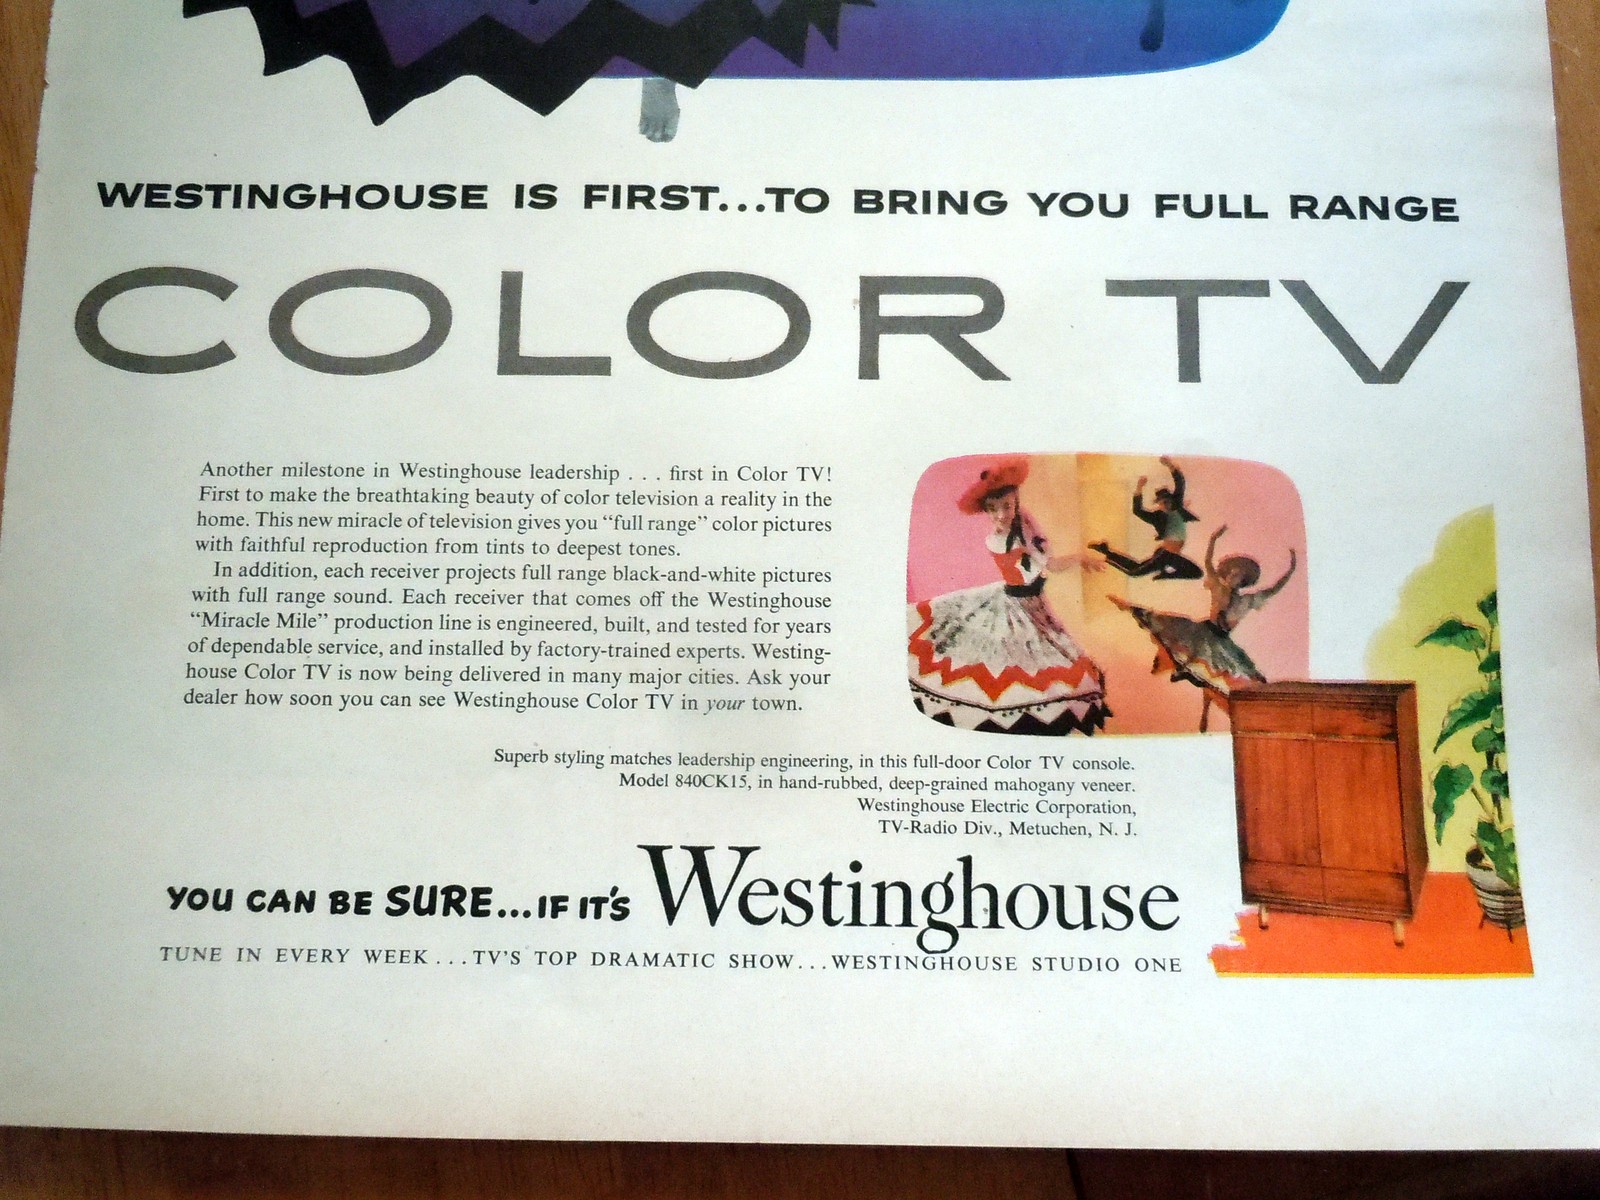 WESTINGHOUSE IS FIRST...TO BRING YOU FULL RANGE
COLOR TV
Another milestone in Westinghouse leadership . . . first in Color TV!
First to make the breathtaking beauty of color television a reality in the
home. This new miracle of television gives you “full range” color pictures
with faithful reproduction from tints to deepest tones.
In addition, each receiver projects full range black-and-white pictures
with full range sound. Each receiver that comes off the Westinghouse
“Miracle Mile” production line is engineered, built, and tested for years
of dependable service, and installed by factory-trained experts. Westing-
house Color TV is now being delivered in many major cities. Ask your
dealer how soon you can see Westinghouse Color TV in your town.
Superb styling matches leadership engineering, in this full-door Color TV console.
Model 840CK15, in hand-rubbed, deep-grained mahogany veneer.
Westinghouse Electric Corporation,
TV-Radio Div., Metuchen, N. J.
YOU CAN BE SURE...IF IT'S Westinghouse
TUNE IN EVERY WEEK...TV'S TOP DRAMATIC SHOW...WESTINGHOUSE STUDIO ONE